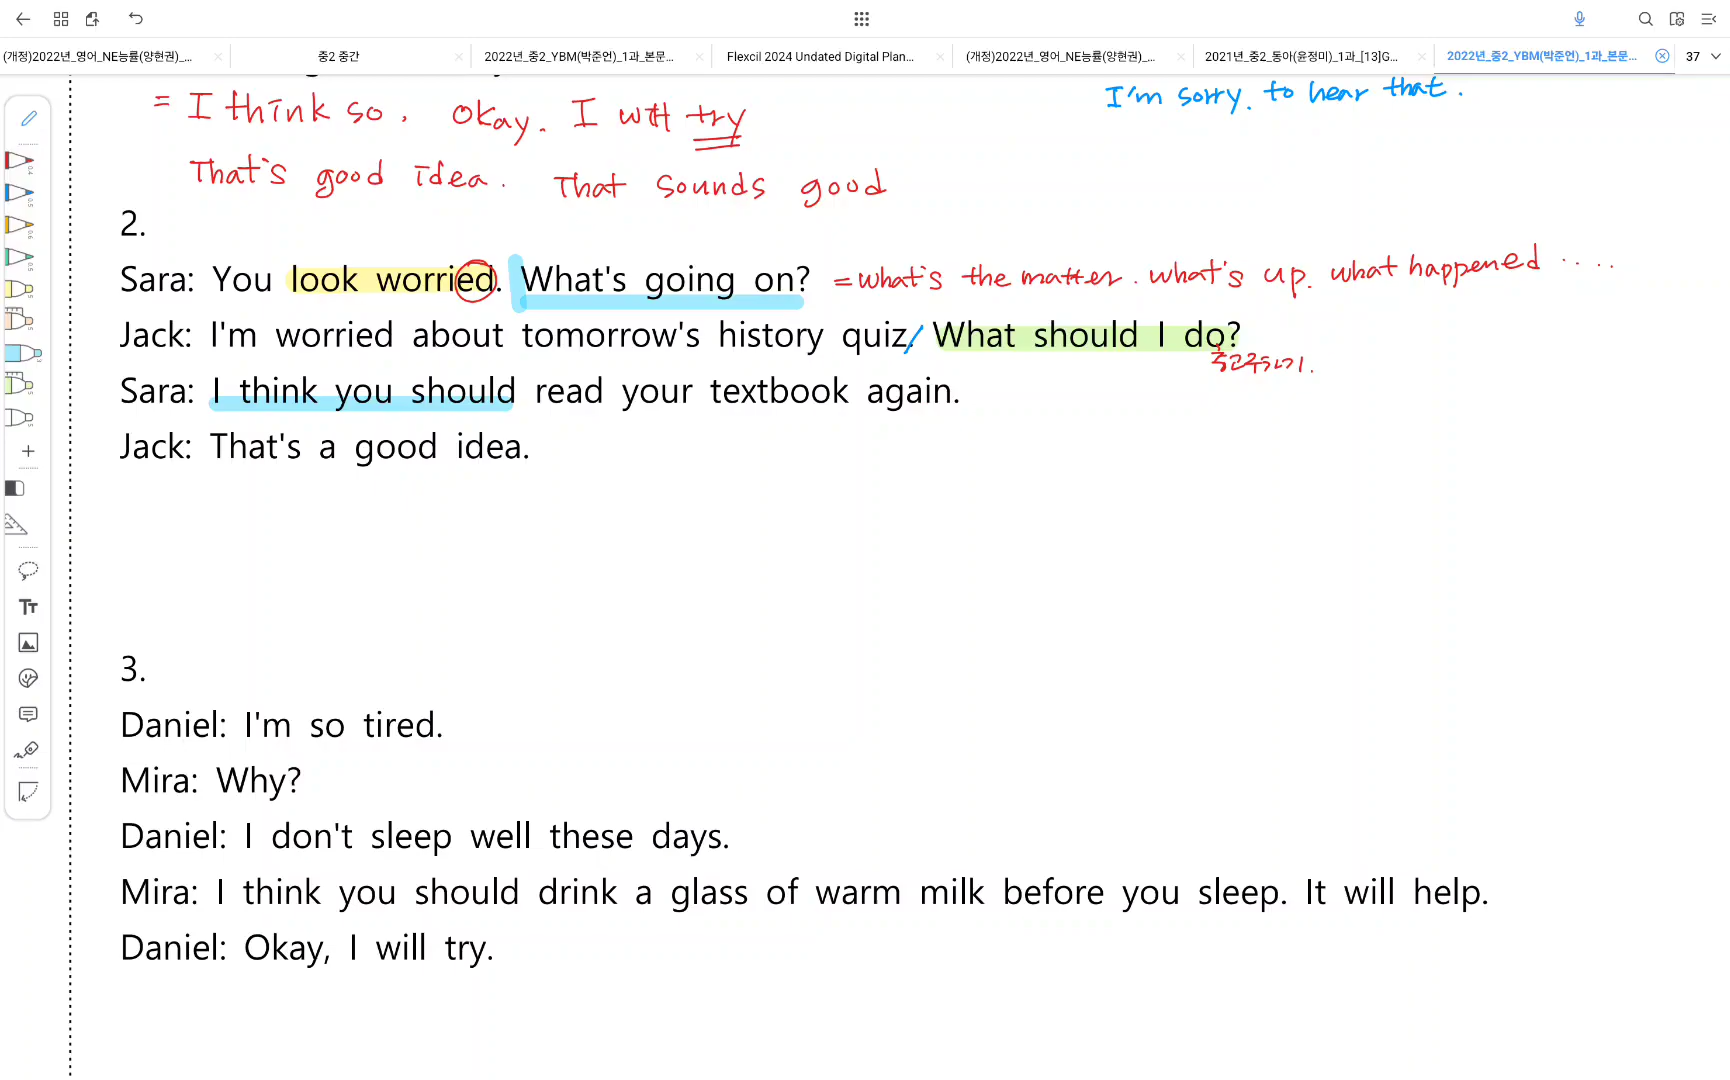 (개정)2022년_영어_NE능률(양현권)_... 중2 중간 2022년_중2_YBM(박준언)_1과_본문... Flexcil 2024 Undated Digital Plan... (개정)2022년_영어_NE능률(양현권)_... 2021년_중2_동아(윤정미)_1과_[13]G... 2022년_중2_YBM(박준언)_1과_본문... 37
I'm sorry. to hear that.
= I think so. Okay. I will try
That's good idea. That sounds good
2.
Sara: You look worried. What's going on? = what's the matter. what's up. what happened ....
Jack: I'm worried about tomorrow's history quiz. What should I do?
Sara: I think you should read your textbook again.
Jack: That's a good idea.
3.
Daniel: I'm so tired.
Mira: Why?
Daniel: I don't sleep well these days.
Mira: I think you should drink a glass of warm milk before you sleep. It will help.
Daniel: Okay, I will try.